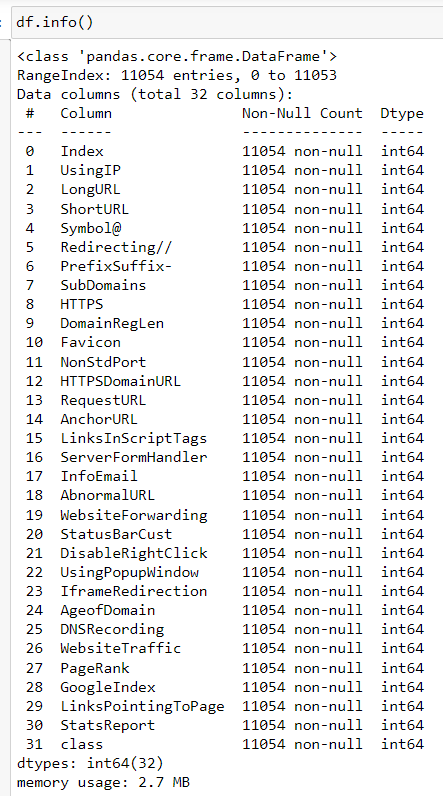 df.info()
<class 'pandas.core.frame.DataFrame'>
RangeIndex: 11054 entries, 0 to 11053
Data columns (total 32 columns):
 #   Column               Non-Null Count  Dtype
---  ------               --------------  -----
 0   Index                11054 non-null  int64
 1   UsingIP              11054 non-null  int64
 2   LongURL              11054 non-null  int64
 3   ShortURL             11054 non-null  int64
 4   Symbol@              11054 non-null  int64
 5   Redirecting//        11054 non-null  int64
 6   PrefixSuffix-        11054 non-null  int64
 7   SubDomains           11054 non-null  int64
 8   HTTPS                11054 non-null  int64
 9   DomainRegLen         11054 non-null  int64
 10  Favicon              11054 non-null  int64
 11  NonStdPort           11054 non-null  int64
 12  HTTPSDomainURL       11054 non-null  int64
 13  RequestURL           11054 non-null  int64
 14  AnchorURL            11054 non-null  int64
 15  LinksInScriptTags    11054 non-null  int64
 16  ServerFormHandler    11054 non-null  int64
 17  InfoEmail            11054 non-null  int64
 18  AbnormalURL          11054 non-null  int64
 19  WebsiteForwarding    11054 non-null  int64
 20  StatusBarCust        11054 non-null  int64
 21  DisableRightClick    11054 non-null  int64
 22  UsingPopupWindow     11054 non-null  int64
 23  IframeRedirection    11054 non-null  int64
 24  AgeofDomain          11054 non-null  int64
 25  DNSRecording         11054 non-null  int64
 26  WebsiteTraffic       11054 non-null  int64
 27  PageRank             11054 non-null  int64
 28  GoogleIndex          11054 non-null  int64
 29  LinksPointingToPage  11054 non-null  int64
 30  StatsReport          11054 non-null  int64
 31  class                11054 non-null  int64
dtypes: int64(32)
memory usage: 2.7 MB